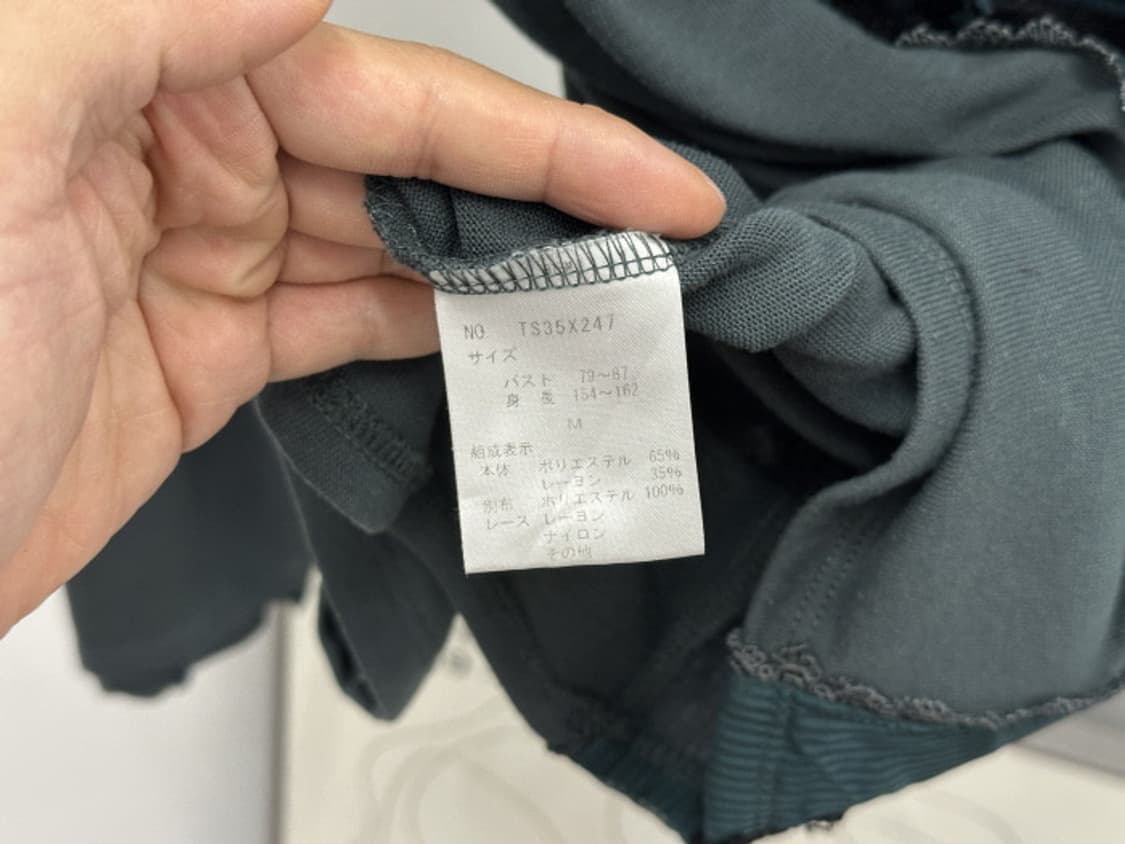 NO. TS35X247
サイズ
バスト 79～87
身長 154～162
M
組成表示
本体 ポリエステル 65%
レーヨン 35%
別布 ポリエステル 100%
レース レーヨン
ナイロン
その他